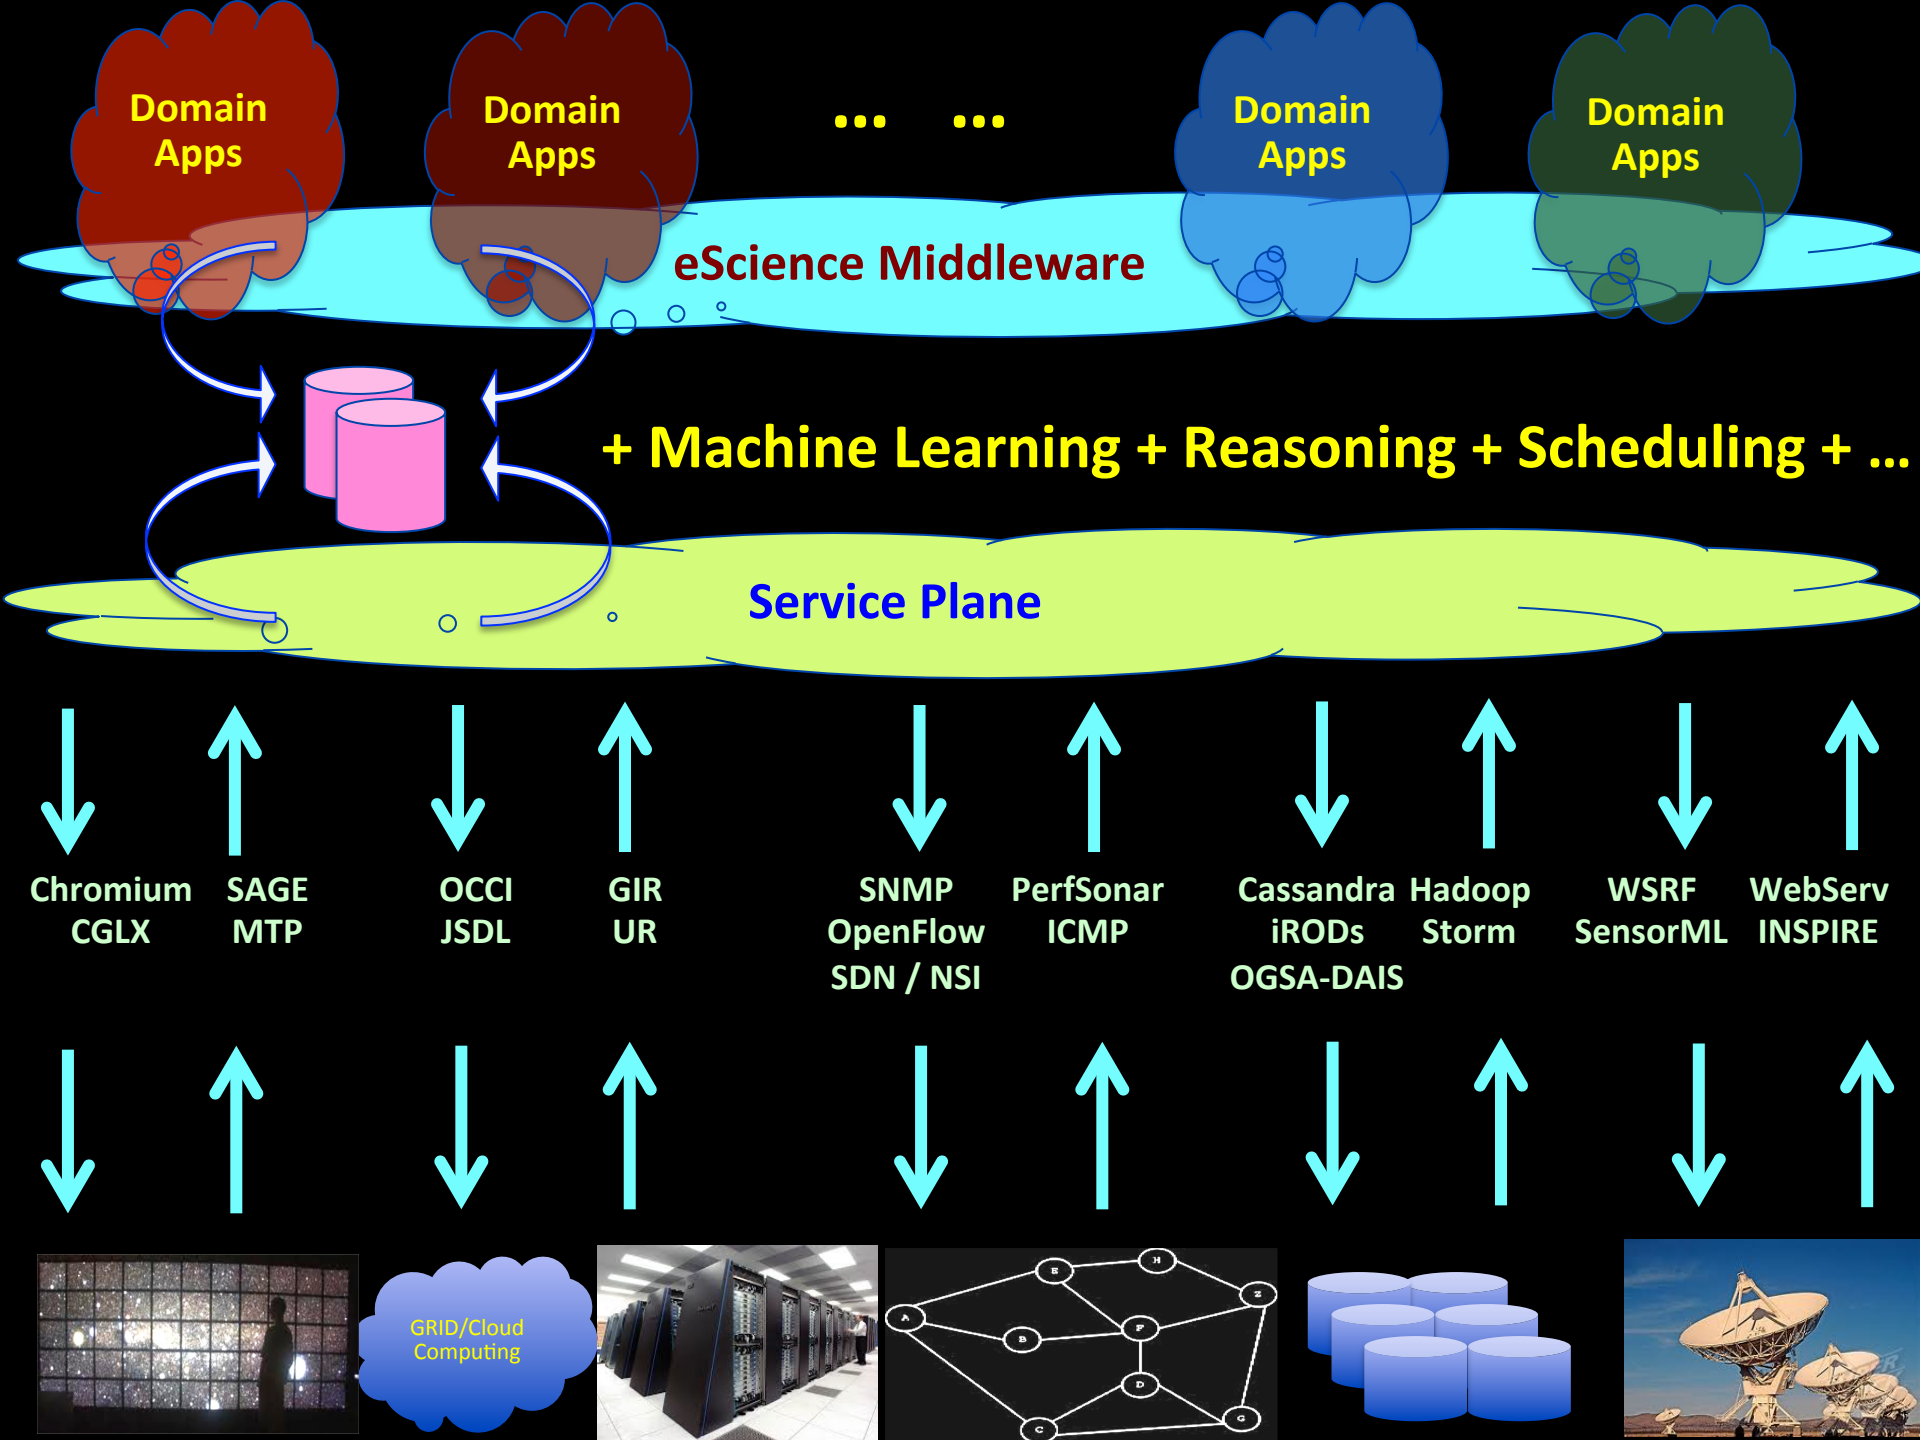 Domain
Apps
Domain
Apps
... ...
Domain
Apps
Domain
Apps
eScience Middleware
+ Machine Learning + Reasoning + Scheduling + ...
Service Plane
Chromium
CGLX
SAGE
MTP
OCCI
JSDL
GIR
UR
SNMP
OpenFlow
SDN / NSI
PerfSonar
ICMP
Cassandra
iRODs
OGSA-DAIS
Hadoop
Storm
WSRF
SensorML
WebServ
INSPIRE
GRID/Cloud
Computing
A
E
H
Z
B
F
D
C
G